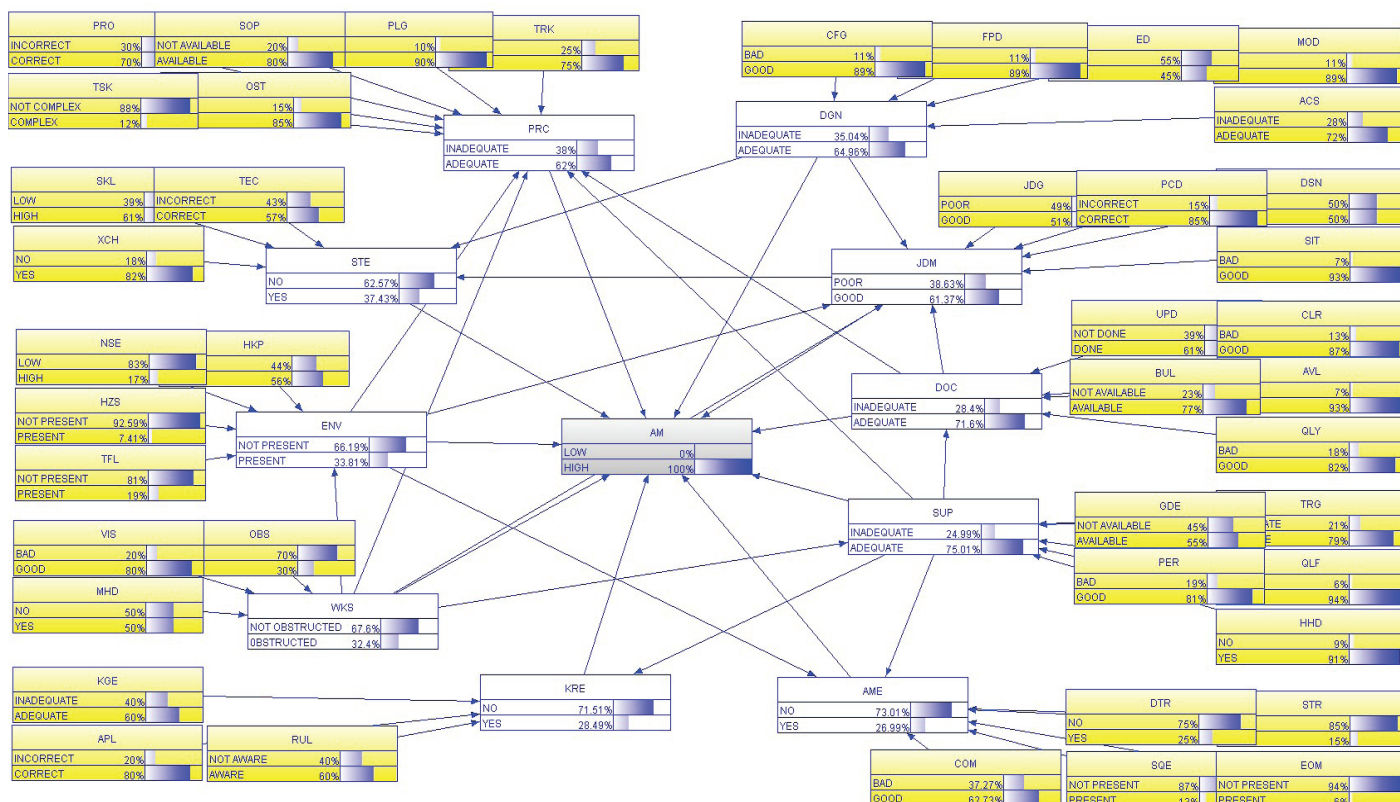 PRO
INCORRECT 30%
CORRECT 70%
SOP
NOT AVAILABLE 20%
AVAILABLE 80%
PLG
10%
90%
TRK
25%
75%
TSK
NOT COMPLEX 88%
COMPLEX 12%
OST
15%
85%
PRC
INADEQUATE 38%
ADEQUATE 62%
CFG
BAD 11%
GOOD 89%
FPD
11%
89%
ED
55%
45%
MOD
11%
89%
DGN
INADEQUATE 35.04%
ADEQUATE 64.96%
ACS
INADEQUATE 28%
ADEQUATE 72%
SKL
LOW 39%
HIGH 61%
TEC
INCORRECT 43%
CORRECT 57%
XCH
NO 18%
YES 82%
STE
NO 62.57%
YES 37.43%
JDG
POOR 49%
GOOD 51%
PCD
INCORRECT 15%
CORRECT 85%
DSN
50%
50%
SIT
BAD 7%
GOOD 93%
JDM
POOR 38.63%
GOOD 61.37%
NSE
LOW 83%
HIGH 17%
HKP
44%
56%
HZS
NOT PRESENT 92.59%
PRESENT 7.41%
TFL
NOT PRESENT 81%
PRESENT 19%
ENV
NOT PRESENT 66.19%
PRESENT 33.81%
AM
LOW 0%
HIGH 100%
UPD
NOT DONE 39%
DONE 61%
CLR
BAD 13%
GOOD 87%
BUL
NOT AVAILABLE 23%
AVAILABLE 77%
AVL
7%
93%
DOC
INADEQUATE 28.4%
ADEQUATE 71.6%
QLY
BAD 18%
GOOD 82%
VIS
BAD 20%
GOOD 80%
OBS
70%
30%
MHD
NO 50%
YES 50%
WKS
NOT OBSTRUCTED 67.6%
OBSTRUCTED 32.4%
SUP
INADEQUATE 24.99%
ADEQUATE 75.01%
GDE
NOT AVAILABLE 45%
AVAILABLE 55%
TRG
ATE 21%
E 79%
PER
BAD 19%
GOOD 81%
QLF
6%
94%
HHD
NO 9%
YES 91%
KGE
INADEQUATE 40%
ADEQUATE 60%
APL
INCORRECT 20%
CORRECT 80%
RUL
NOT AWARE 40%
AWARE 60%
KRE
NO 71.51%
YES 28.49%
AME
NO 73.01%
YES 26.99%
DTR
NO 75%
YES 25%
STR
85%
15%
COM
BAD 37.27%
GOOD 62.73%
SQE
NOT PRESENT 87%
PRESENT 13%
EOM
NOT PRESENT 94%
PRESENT 6%